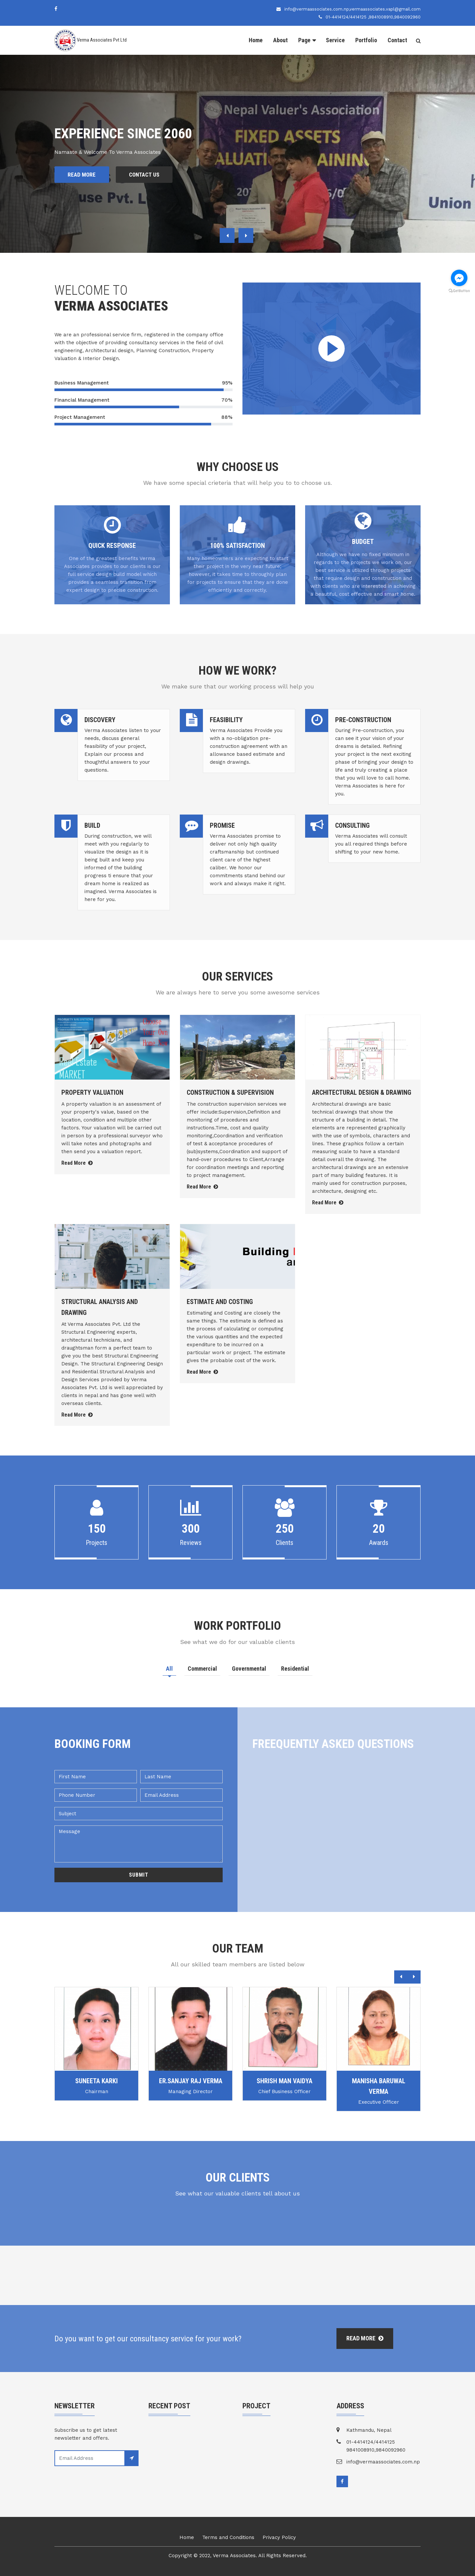 info@vermaassociates.com.np,vermaassociates.vapl@gmail.com
01-4414124/4414125 ,9841008910,9840092960
Verma Associates Pvt Ltd
Home About Page Service Portfolio Contact
Nepal Valuer's Association
FIXED ASSETS
EXPERIENCE SINCE 2060
Namaste & Welcome To Verma Associates
READ MORE CONTACT US
WELCOME TO
VERMA ASSOCIATES
We are an professional service firm, registered in the company office
with the objective of providing consultancy services in the field of civil
engineering, Architectural design, Planning Construction, Property
Valuation & Interior Design.
Business Management 95%
Financial Management 70%
Project Management 88%
WHY CHOOSE US
We have some special crieteria that will help you to to choose us.
QUICK RESPONSE
One of the greatest benefits Verma
Associates provides to our clients is our
full service design build model which
provides a seamless transition from
expert design to precise construction.
100% SATISFACTION
Many homeowners are expecting to start
their project in the very near future;
however, it takes time to throughly plan
for projects to ensure that they are done
efficiently and correctly.
BUDGET
Although we have no fixed minimum in
regards to the projects we work on, our
best service is utilized through projects
that require design and construction and
with clients who are interested in achieving
a beautiful, cost effective and smart home.
HOW WE WORK?
We make sure that our working process will help you
DISCOVERY
Verma Associates listen to your
needs, discuss general
feasibility of your project,
Explain our process and
thoughtful answers to your
questions.
FEASIBILITY
Verma Associates Provide you
with a no-obligation pre-
construction agreement with an
allowance based estimate and
design drawings.
PRE-CONSTRUCTION
During Pre-construction, you
can see it your vision of your
dreams is detailed. Refining
your project is the next exciting
phase of bringing your design to
life and truly creating a place
that you will love to call home.
Verma Associates is here for
you.
BUILD
During construction, we will
meet with you regularly to
visualize the design as it is
being built and keep
informed of the building
progress it ensure that your
dream home is realized as
imagined. Verma Associates is
here for you.
PROMISE
Verma Associates promise to
deliver not only high quality
craftsmanship but continued
client care of the highest
caliber. We honor our
commitments stand behind our
work and always make it right.
CONSULTING
Verma Associates will consult
you all required things before
shifting to your new home.
OUR SERVICES
We are always here to serve you some awesome services
MARKET
PROPERTY VALUATION
A property valuation is an assessment of
your property's value, based on the
location, condition and multiple other
factors. Your valuation will be carried out
in person by a professional surveyor who
will take notes and photographs and
then send you a valuation report.
Read More
CONSTRUCTION & SUPERVISION
The construction supervision services we
offer include:Supervision,Definition and
monitoring of procedures and
instructions.Time, cost and quality
monitoring,Coordination and verification
of test & acceptance procedures of
(sub)systems,Coordination and support of
hand-over procedures to Client,Arrange
for coordination meetings and reporting
to project management.
Read More
ARCHITECTURAL DESIGN & DRAWING
Architectural drawings are basic
technical drawings that show the
structure of a building in detail. The
elements are represented graphically
with the use of symbols, characters and
lines. These graphics follow a certain
measuring scale to have a standard
detail overall the drawing. The
architectural drawings are an extensive
part of many building features. It is
mainly used for construction purposes,
architecture, designing etc.
Read More
STRUCTURAL ANALYSIS AND
DRAWING
At Verma Associates Pvt. Ltd the
Structural Engineering experts,
architectural technicians, and
draughtsman form a perfect team to
give you the best Structural Engineering
Design. The Structural Engineering Design
and Residential Structural Analysis and
Design Services provided by Verma
Associates Pvt. Ltd is well appreciated by
clients in nepal and has gone well with
overseas clients.
Read More
Building
ESTIMATE AND COSTING
Estimating and Costing are closely the
same things. The estimate is defined as
the process of calculating or computing
the various quantities and the expected
expenditure to be incurred on a
particular work or project. The estimate
gives the probable cost of the work.
Read More
150
Projects
300
Reviews
250
Clients
20
Awards
WORK PORTFOLIO
See what we do for our valuable clients
All Commercial Governmental Residential
BOOKING FORM
First Name Last Name
Phone Number Email Address
Subject
Message
SUBMIT
FREEQUENTLY ASKED QUESTIONS
OUR TEAM
All our skilled team members are listed below
SUNEETA KARKI
Chairman
ER.SANJAY RAJ VERMA
Managing Director
SHRISH MAN VAIDYA
Chief Business Officer
MANISHA BARUWAL
VERMA
Executive Officer
OUR CLIENTS
See what our valuable clients tell about us
Do you want to get our consultancy service for your work?
READ MORE
NEWSLETTER
Subscribe us to get latest
newsletter and offers.
Email Address
RECENT POST
PROJECT
ADDRESS
Kathmandu, Nepal
01-4414124/4414125
9841008910,9840092960
info@vermaassociates.com.np
Home Terms and Conditions Privacy Policy
Copyright © 2022, Verma Associates. All Rights Reserved.